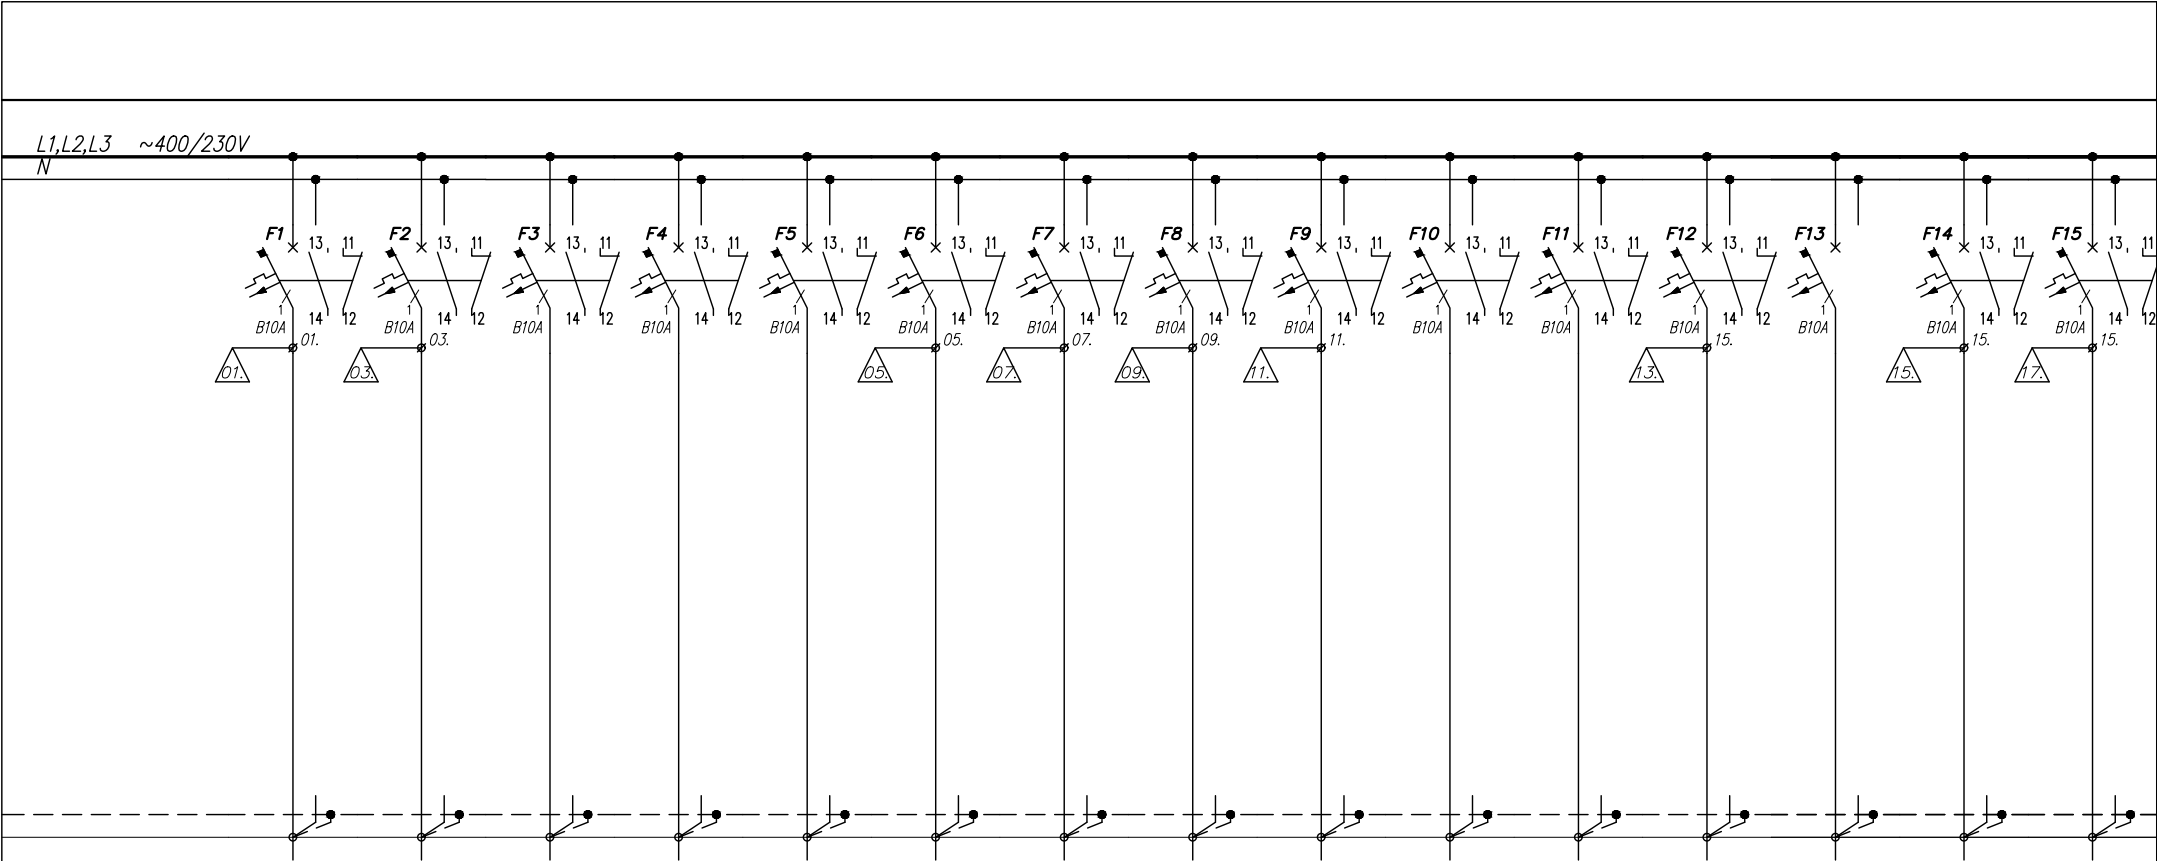 L1,L2,L3 ~400/230V
N
F1 13, 11 F2 13, 11 F3 13, 11 F4 13, 11 F5 13, 11 F6 13, 11 F7 13, 11 F8 13, 11 F9 13, 11 F10 13, 11 F11 13, 11 F12 13, 11 F13 F14 13, 11 F15 13, 11
1 1 1 1 1 1 1 1 1 1 1 1 1 1 1
14 12 14 12 14 12 14 12 14 12 14 12 14 12 14 12 14 12 14 12 14 12 14 12 14 12 14 12
B10A B10A B10A B10A B10A B10A B10A B10A B10A B10A B10A B10A B10A B10A B10A
01. 03. 05. 07. 09. 11. 15. 15. 15.
01. 03. 05. 07. 09. 11. 13. 15. 17.